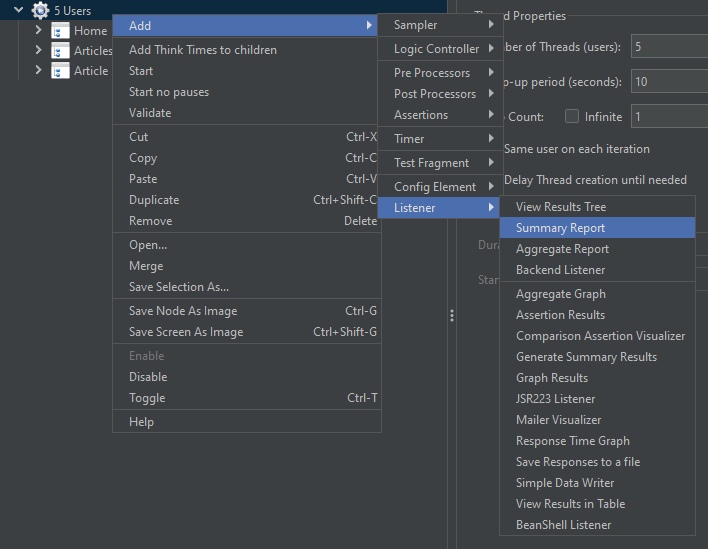 5 Users
Home
Articles
Article
Add
Add Think Times to children
Start
Start no pauses
Validate
Cut Ctrl-X
Copy Ctrl-C
Paste Ctrl-V
Duplicate Ctrl+Shift-C
Remove Delete
Open...
Merge
Save Selection As...
Save Node As Image Ctrl-G
Save Screen As Image Ctrl+Shift-G
Enable
Disable
Toggle Ctrl-T
Help
Sampler
Logic Controller
Pre Processors
Post Processors
Assertions
Timer
Test Fragment
Config Element
Listener
Properties
ber of Threads (users): 5
p-up period (seconds): 10
Count: Infinite 1
Same user on each iteration
Delay Thread creation until needed
Dura
Star
View Results Tree
Summary Report
Aggregate Report
Backend Listener
Aggregate Graph
Assertion Results
Comparison Assertion Visualizer
Generate Summary Results
Graph Results
JSR223 Listener
Mailer Visualizer
Response Time Graph
Save Responses to a file
Simple Data Writer
View Results in Table
BeanShell Listener